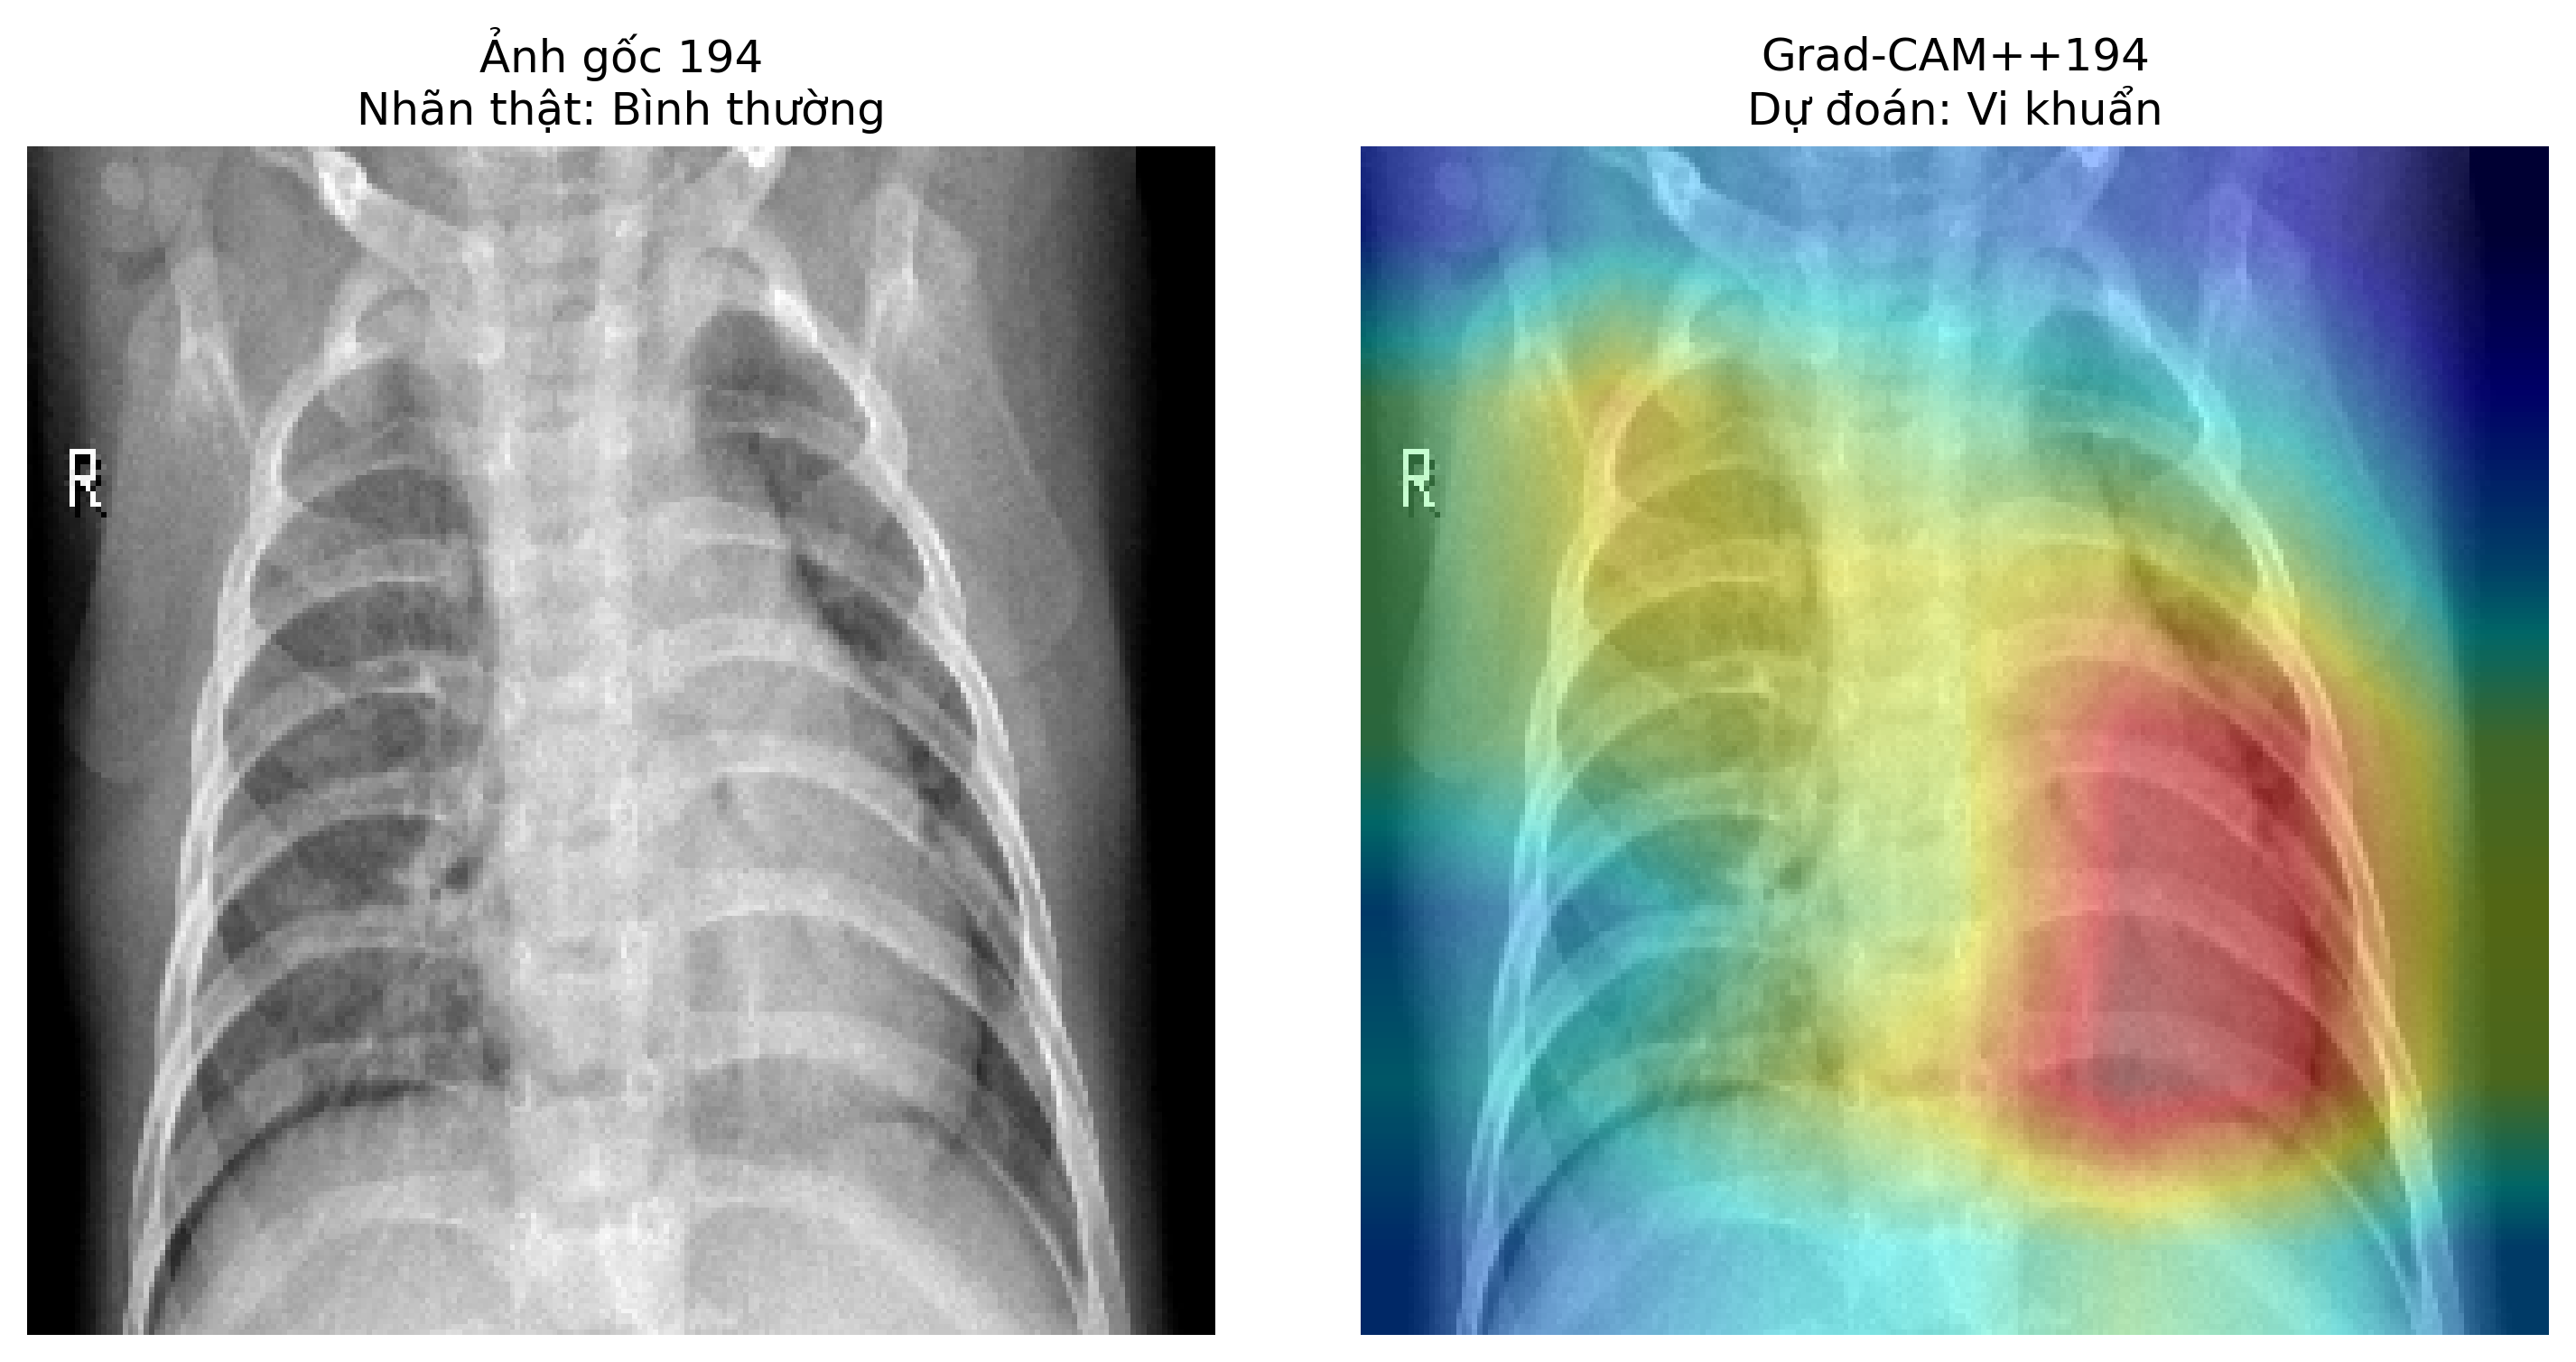 Ảnh gốc 194
Nhãn thật: Bình thường
Grad-CAM++194
Dự đoán: Vi khuẩn
R
R